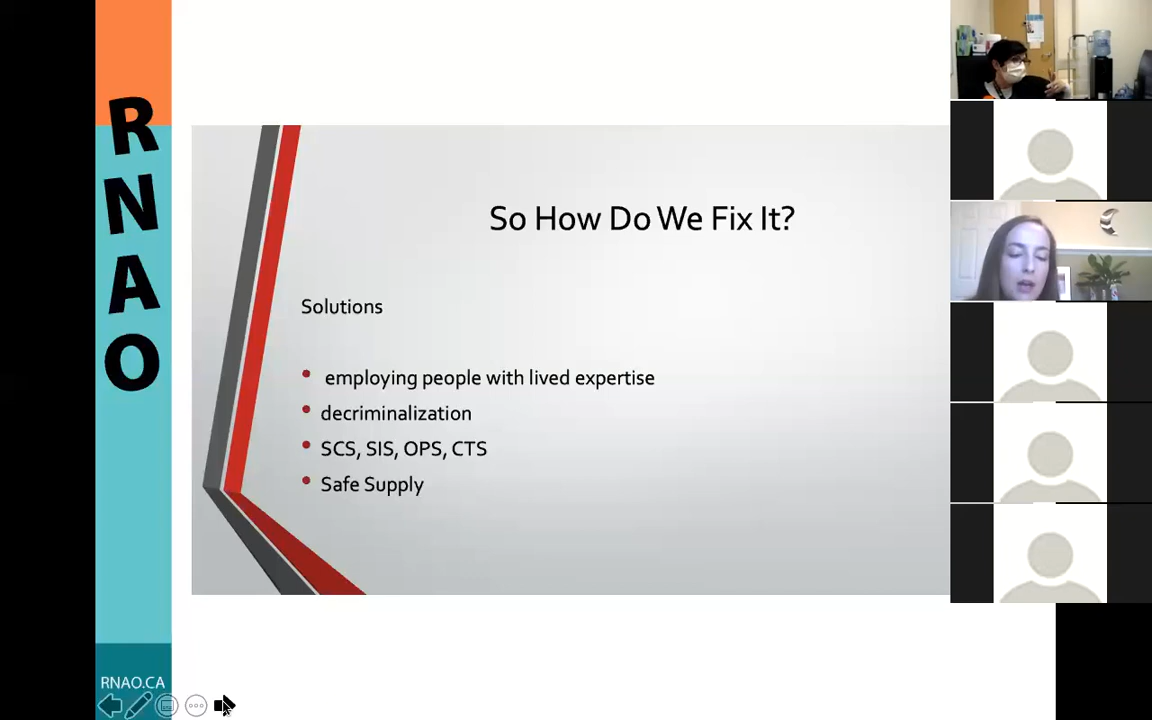 RNAO
So How Do We Fix It?
Solutions
employing people with lived expertise
decriminalization
SCS, SIS, OPS, CTS
Safe Supply
RNAO.CA